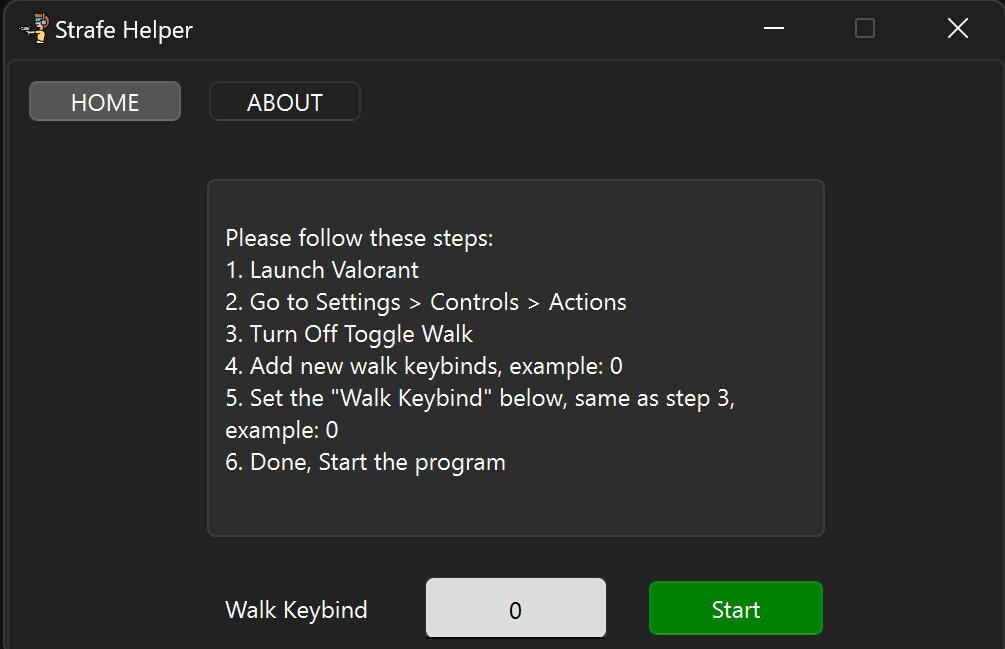 Strafe Helper
HOME
ABOUT
Please follow these steps:
1. Launch Valorant
2. Go to Settings > Controls > Actions
3. Turn Off Toggle Walk
4. Add new walk keybinds, example: 0
5. Set the "Walk Keybind" below, same as step 3,
example: 0
6. Done, Start the program
Walk Keybind
0
Start